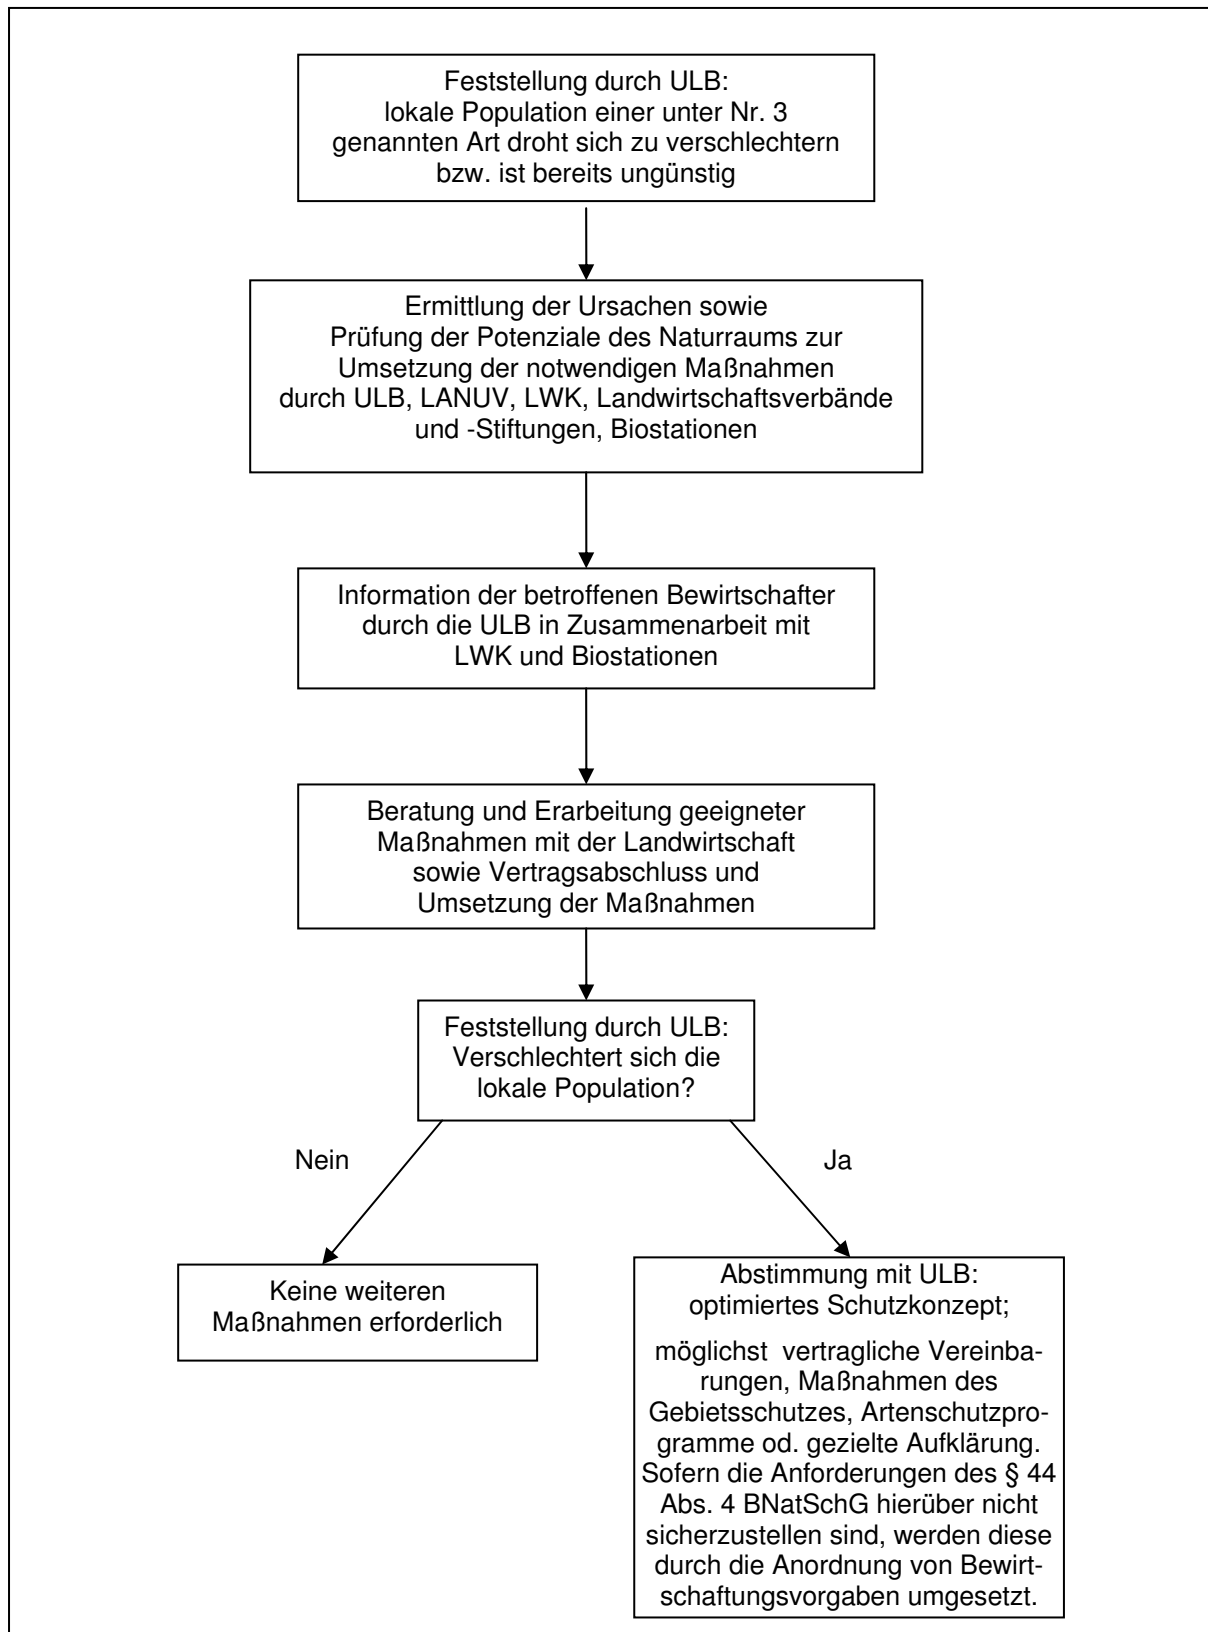 Feststellung durch ULB:
lokale Population einer unter Nr. 3
genannten Art droht sich zu verschlechtern
bzw. ist bereits ungünstig
Ermittlung der Ursachen sowie
Prüfung der Potenziale des Naturraums zur
Umsetzung der notwendigen Maßnahmen
durch ULB, LANUV, LWK, Landwirtschaftsverbände
und -Stiftungen, Biostationen
Information der betroffenen Bewirtschafter
durch die ULB in Zusammenarbeit mit
LWK und Biostationen
Beratung und Erarbeitung geeigneter
Maßnahmen mit der Landwirtschaft
sowie Vertragsabschluss und
Umsetzung der Maßnahmen
Feststellung durch ULB:
Verschlechtert sich die
lokale Population?
Nein
Ja
Keine weiteren
Maßnahmen erforderlich
Abstimmung mit ULB:
optimiertes Schutzkonzept;
möglichst vertragliche Vereinba-
rungen, Maßnahmen des
Gebietsschutzes, Artenschutzpro-
gramme od. gezielte Aufklärung.
Sofern die Anforderungen des § 44
Abs. 4 BNatSchG hierüber nicht
sicherzustellen sind, werden diese
durch die Anordnung von Bewirt-
schaftungsvorgaben umgesetzt.